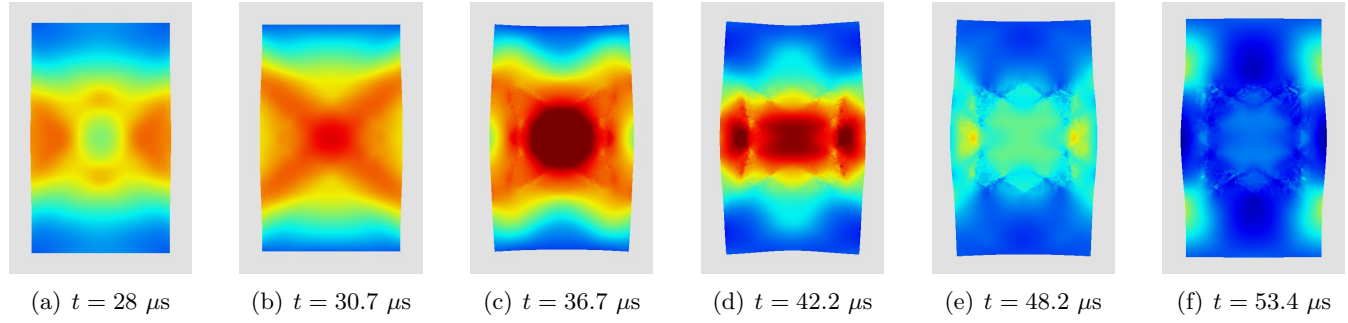 (a) t = 28 μs (b) t = 30.7 μs (c) t = 36.7 μs (d) t = 42.2 μs (e) t = 48.2 μs (f) t = 53.4 μs